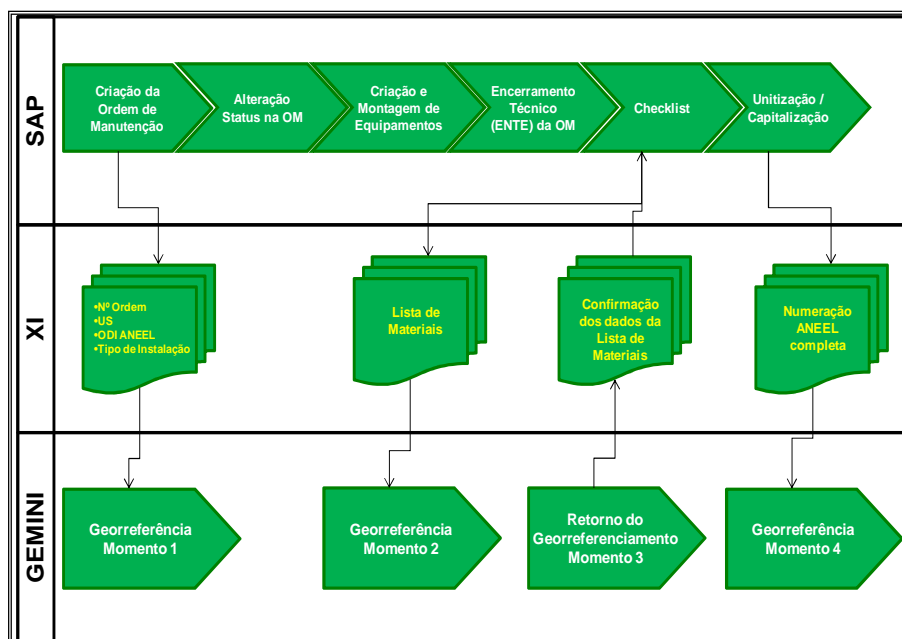 SAP
Criação da
Ordem de
Manutenção
Alteração
Status na OM
Criação e
Montagem de
Equipamentos
Encerramento
Técnico
(ENTE) da OM
Checklist
Unitização /
Capitalização
XI
•Nº Ordem
•US
•ODI ANEEL
•Tipo de Instalação
Lista de
Materiais
Confirmação
dos dados da
Lista de
Materiais
Numeração
ANEEL
completa
GEMINI
Georreferência
Momento 1
Georreferência
Momento 2
Retorno do
Georreferenciamento
Momento 3
Georreferência
Momento 4